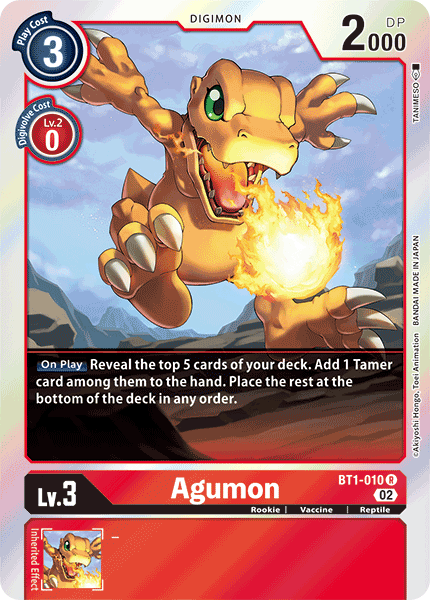 Play Cost
3
DIGIMON
DP
2000
TANIMESO
Digivolve Cost
Lv.2
0
©Akiyoshi Hongo, Toei Animation BANDAI MADE IN JAPAN
On Play Reveal the top 5 cards of your deck. Add 1 Tamer
card among them to the hand. Place the rest at the
bottom of the deck in any order.
Lv.3
Agumon
BT1-010 R
02
Rookie | Vaccine | Reptile
Inherited Effect
-